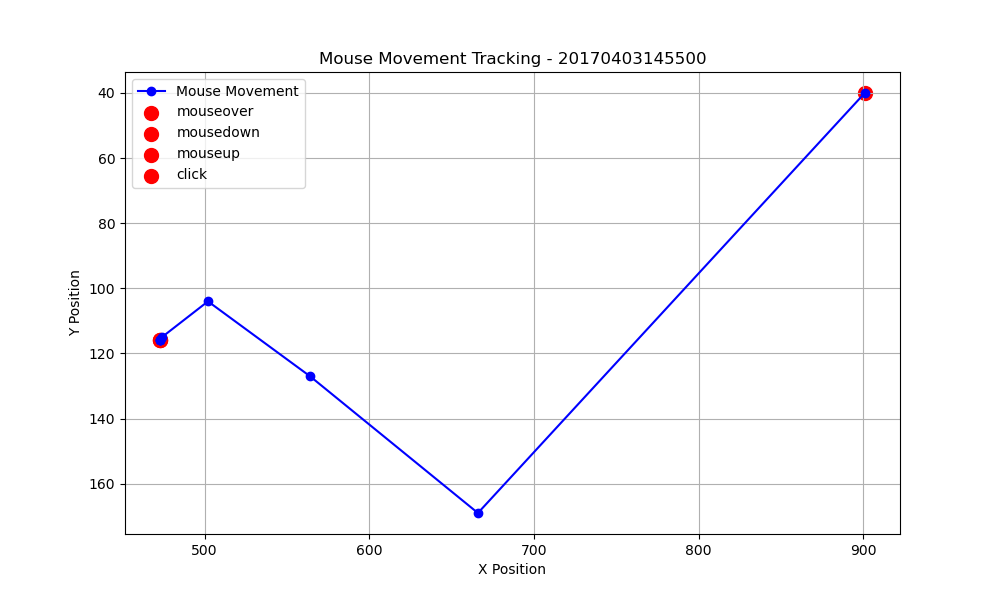 Mouse Movement Tracking - 20170403145500
Mouse Movement
mouseover
mousedown
mouseup
click
40
60
80
100
120
140
160
Y Position
500
600
700
800
900
X Position